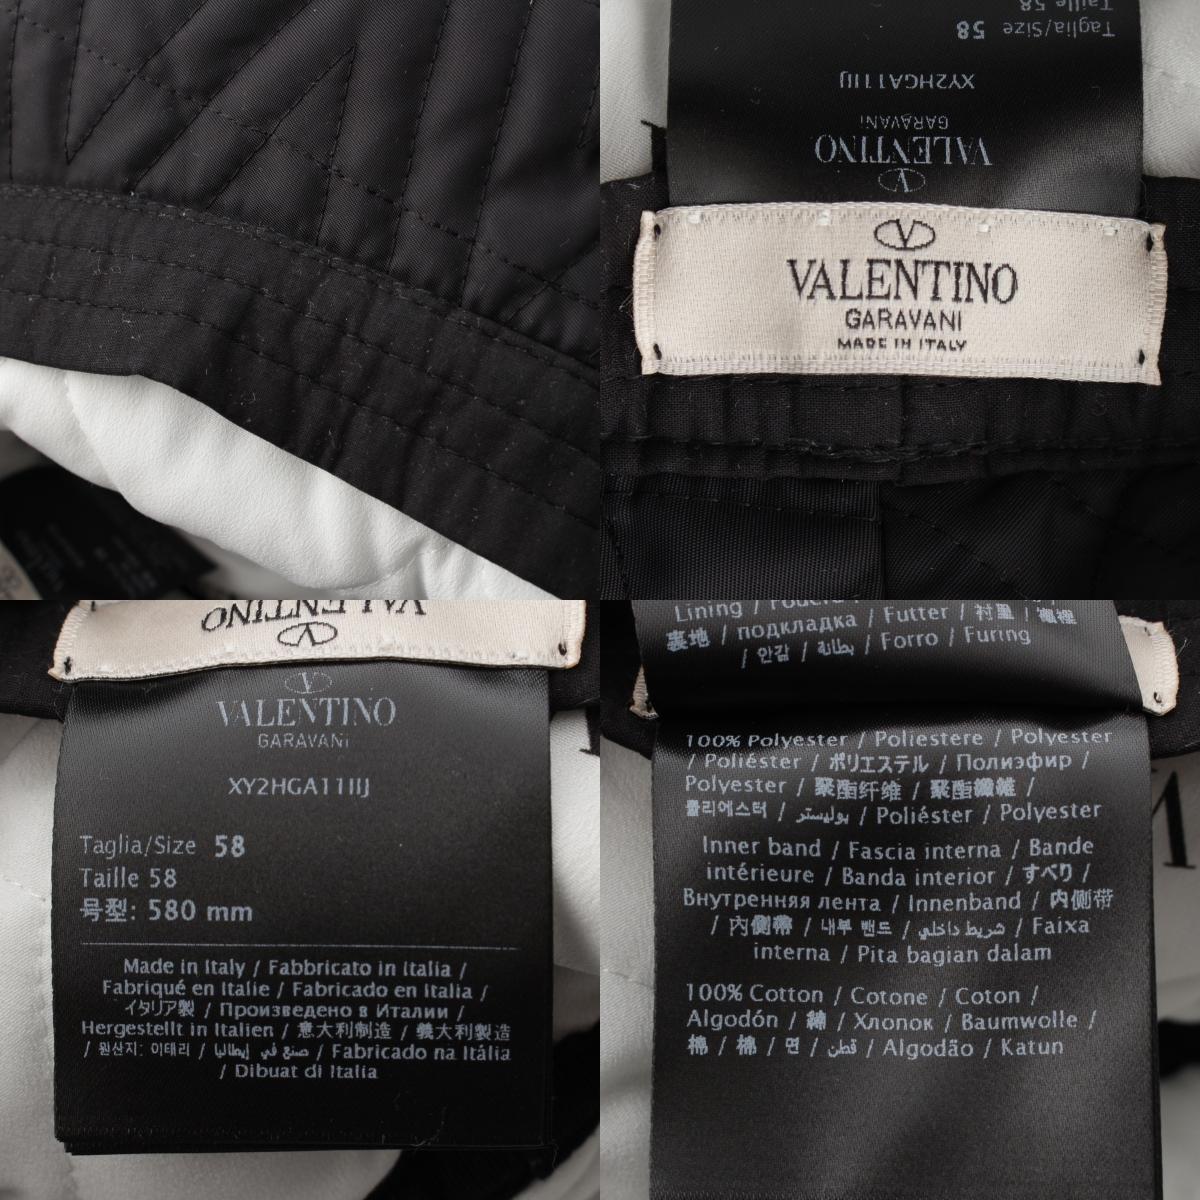 Taille 58
Taglia/Size 58
XY2HGA11IIJ
VALENTINO
GARAVANI
VALENTINO
GARAVANI
MADE IN ITALY
VALENTINO
VALENTINO
GARAVANI
XY2HGA11IIJ
Taglia/Size 58
Taille 58
号型: 580 mm
Made in Italy / Fabbricato in Italia /
Fabriqué en Italie / Fabricado en Italia /
イタリア製 / Произведено в Италии /
Hergestellt in Italien / 意大利制造 / 義大利製造
/ 원산지: 이태리 / صنع في إيطاليا / Fabricado na Itália
/ Dibuat di Italia
Lining /
裏地 / подкладка / Futter / 衬里 / 襯裡
/ 안감 / بطانة / Forro / Furing
100% Polyester / Poliestere / Polyester
/ Poliéster / ポリエステル / Полиэфир /
Polyester / 聚酯纤维 / 聚酯纖維 /
폴리에스터 / بوليستر / Poliéster / Polyester
Inner band / Fascia interna / Bande
intérieure / Banda interior / すべり /
Внутренняя лента / Innenband / 内侧带
/ 內側帶 / 내부 밴드 / شريط داخلي / Faixa
interna / Pita bagian dalam
100% Cotton / Cotone / Coton /
Algodón / 綿 / Хлопок / Baumwolle /
棉 / 棉 / 면 / قطن / Algodão / Katun